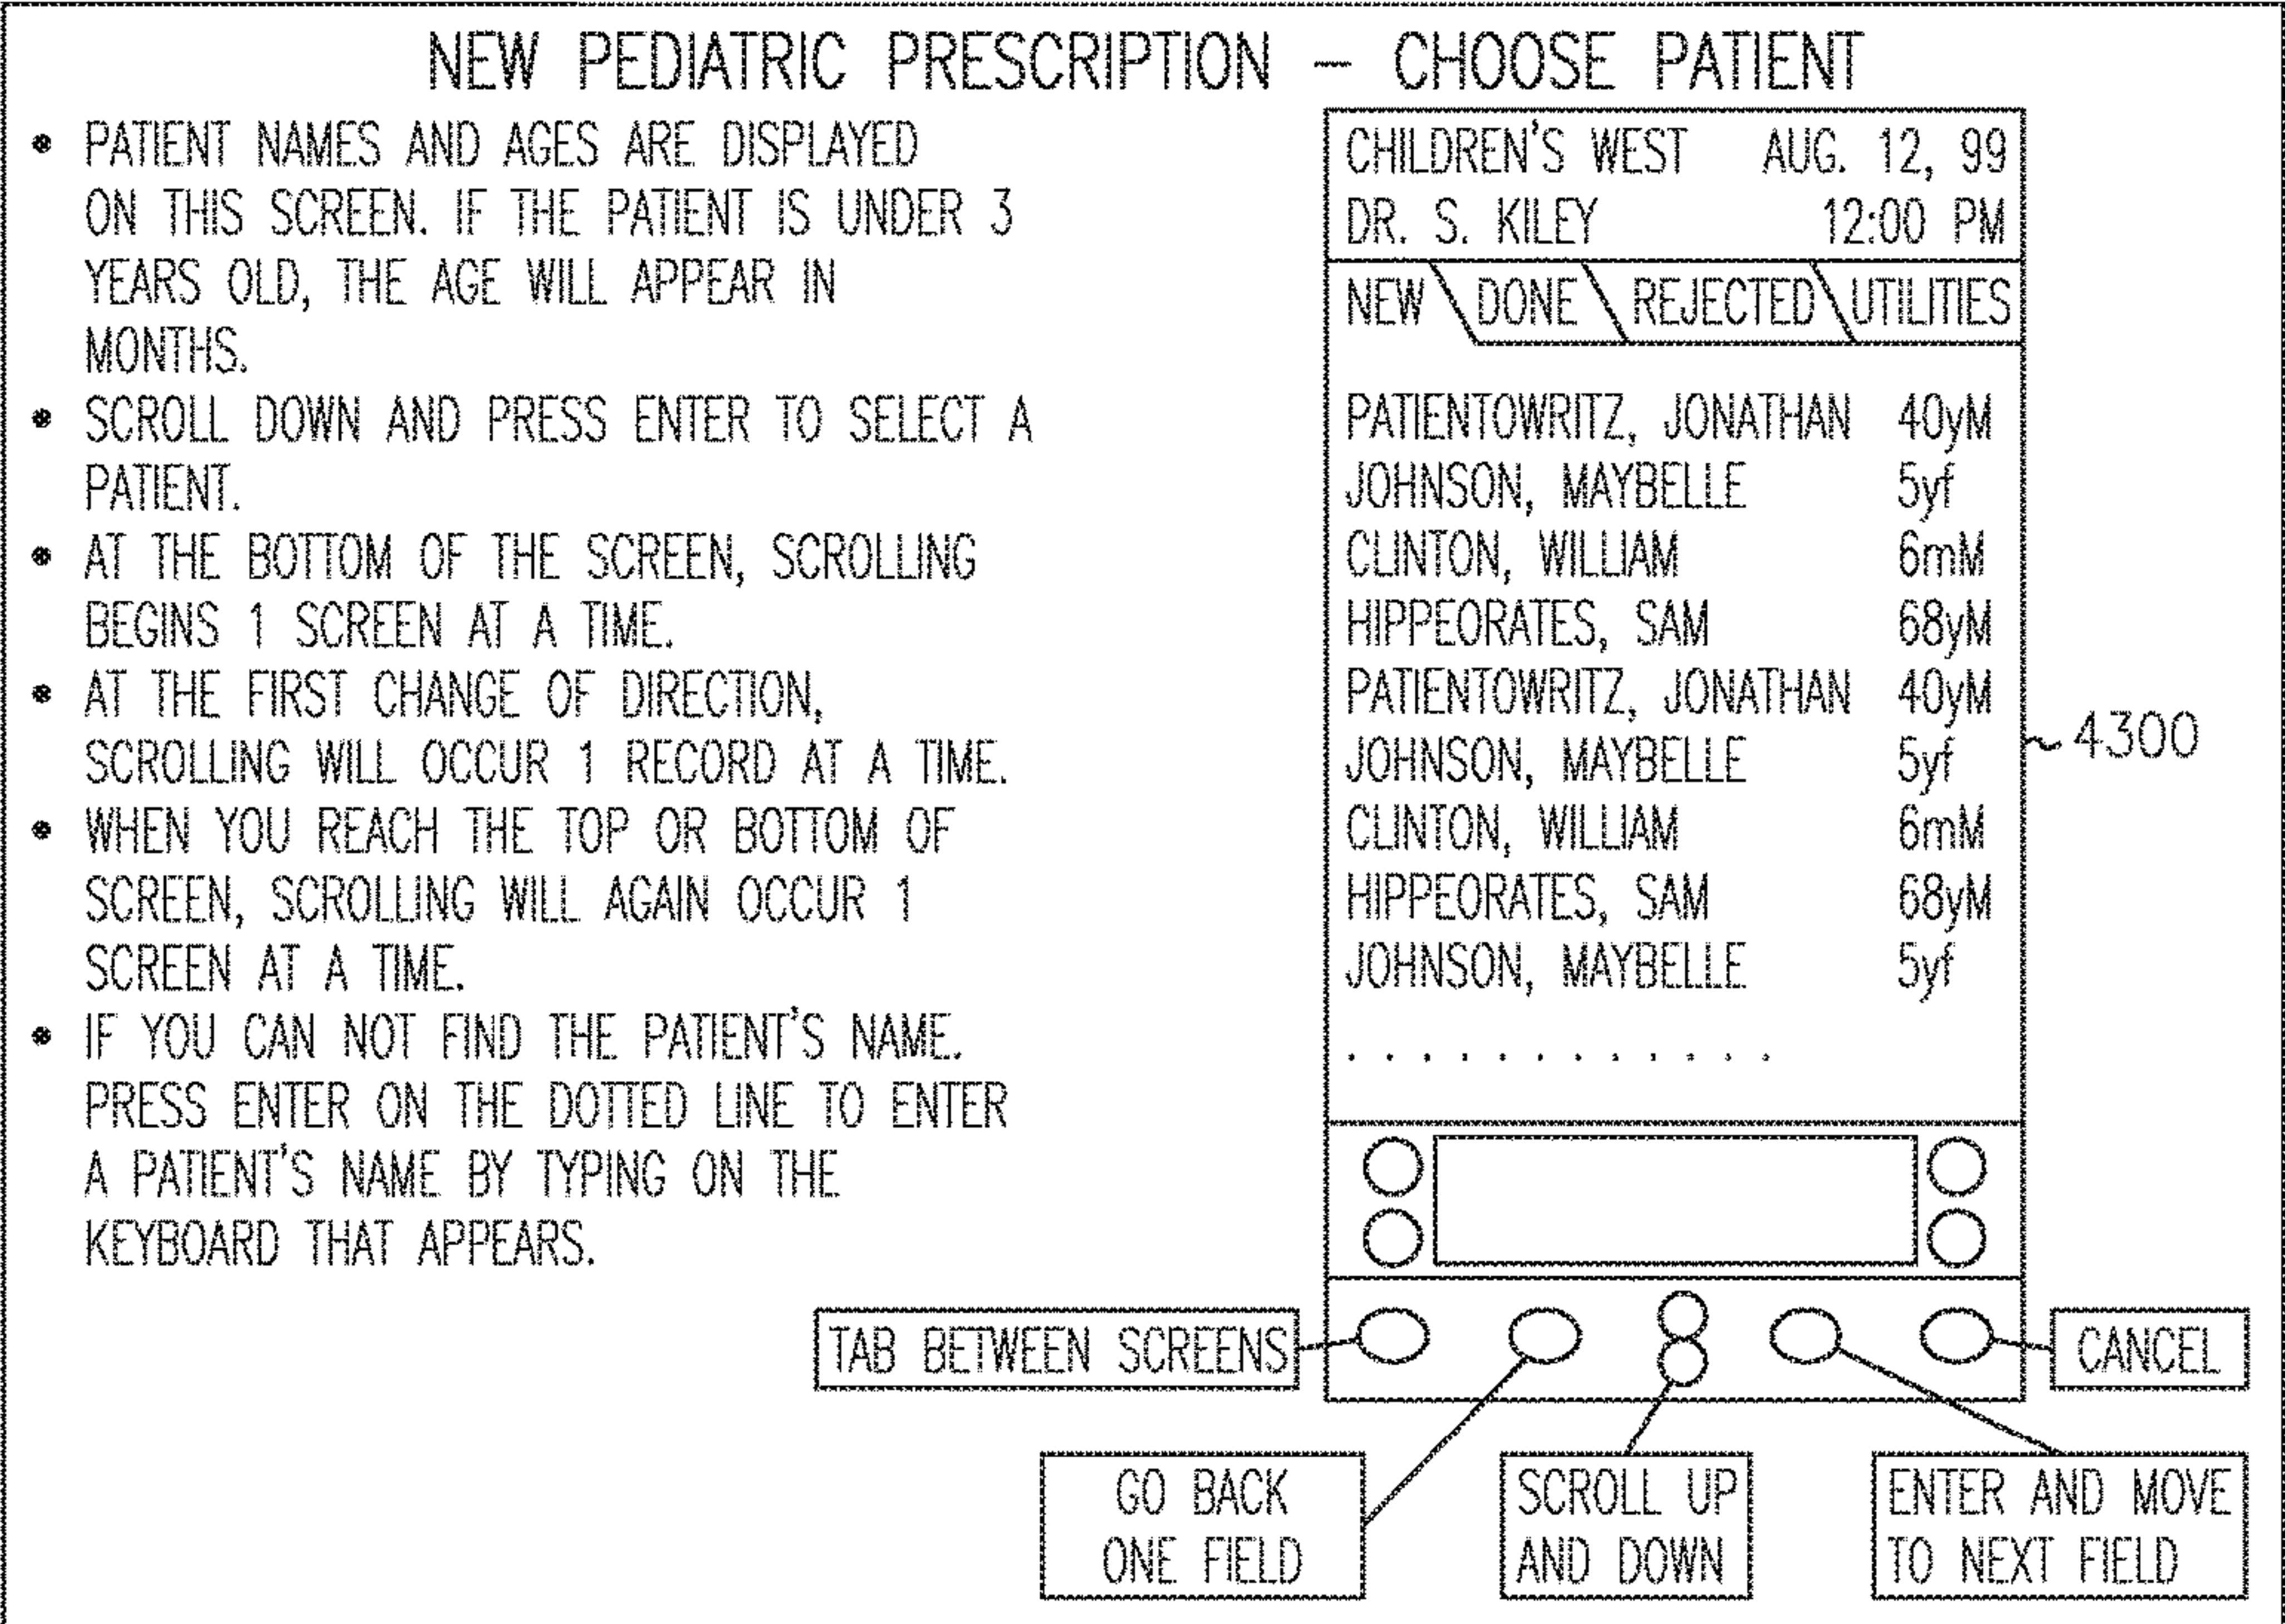 NEW PEDIATRIC PRESCRIPTION – CHOOSE PATIENT
• PATIENT NAMES AND AGES ARE DISPLAYED
ON THIS SCREEN. IF THE PATIENT IS UNDER 3
YEARS OLD, THE AGE WILL APPEAR IN
MONTHS.
• SCROLL DOWN AND PRESS ENTER TO SELECT A
PATIENT.
• AT THE BOTTOM OF THE SCREEN, SCROLLING
BEGINS 1 SCREEN AT A TIME.
• AT THE FIRST CHANGE OF DIRECTION,
SCROLLING WILL OCCUR 1 RECORD AT A TIME.
• WHEN YOU REACH THE TOP OR BOTTOM OF
SCREEN, SCROLLING WILL AGAIN OCCUR 1
SCREEN AT A TIME.
• IF YOU CAN NOT FIND THE PATIENT'S NAME.
PRESS ENTER ON THE DOTTED LINE TO ENTER
A PATIENT'S NAME BY TYPING ON THE
KEYBOARD THAT APPEARS.
CHILDREN'S WEST AUG. 12, 99
DR. S. KILEY 12:00 PM
NEW DONE REJECTED UTILITIES
PATIENTOWRITZ, JONATHAN 40yM
JOHNSON, MAYBELLE 5yf
CLINTON, WILLIAM 6mM
HIPPEORATES, SAM 68yM
PATIENTOWRITZ, JONATHAN 40yM
JOHNSON, MAYBELLE 5yf
CLINTON, WILLIAM 6mM
HIPPEORATES, SAM 68yM
JOHNSON, MAYBELLE 5yf
. . . . . . . . . . . .
4300
TAB BETWEEN SCREENS
CANCEL
GO BACK
ONE FIELD
SCROLL UP
AND DOWN
ENTER AND MOVE
TO NEXT FIELD